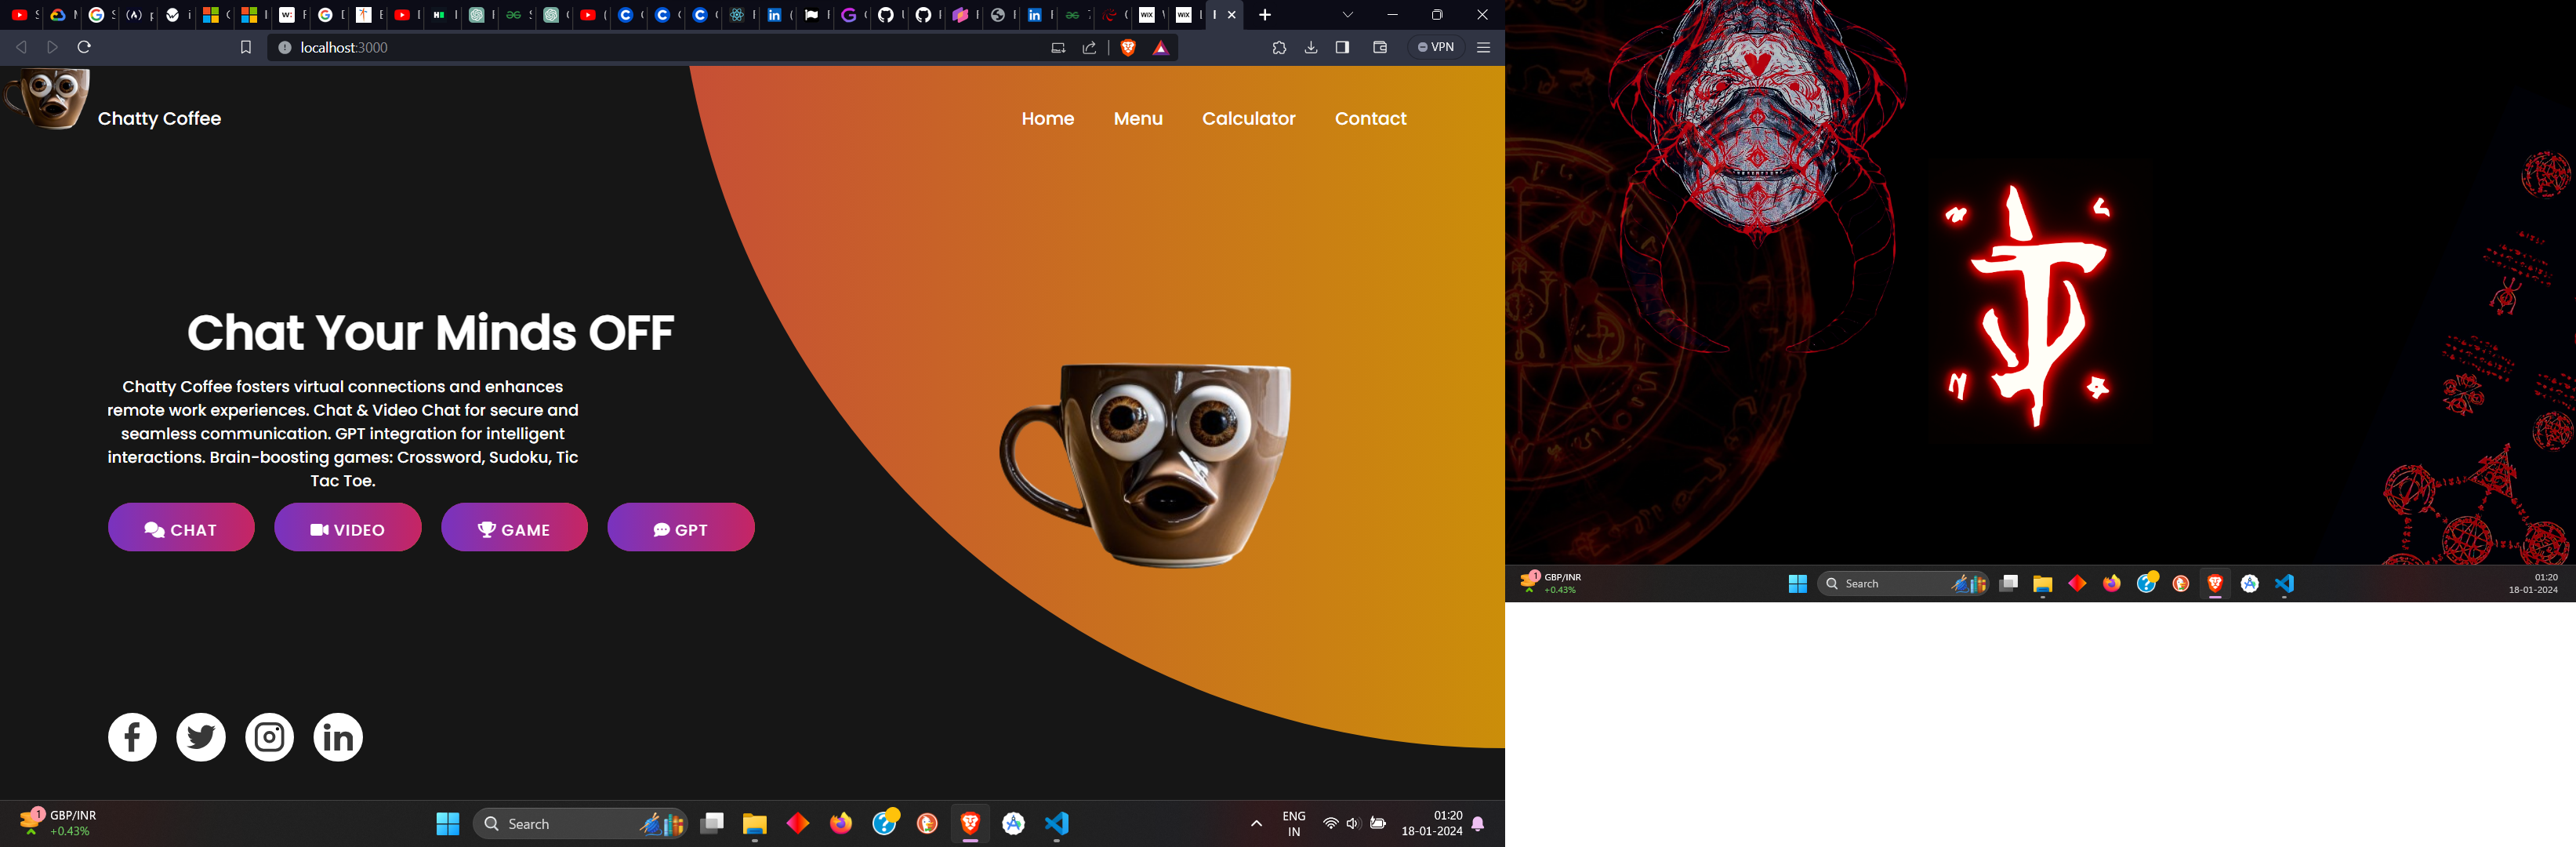 localhost:3000
VPN
Chatty Coffee
Home
Menu
Calculator
Contact
Chat Your Minds OFF
Chatty Coffee fosters virtual connections and enhances
remote work experiences. Chat & Video Chat for secure and
seamless communication. GPT integration for intelligent
interactions. Brain-boosting games: Crossword, Sudoku, Tic
Tac Toe.
CHAT
VIDEO
GAME
GPT
1
GBP/INR
+0.43%
Search
ENG
IN
01:20
18-01-2024
1
GBP/INR
+0.43%
Search
01:20
18-01-2024